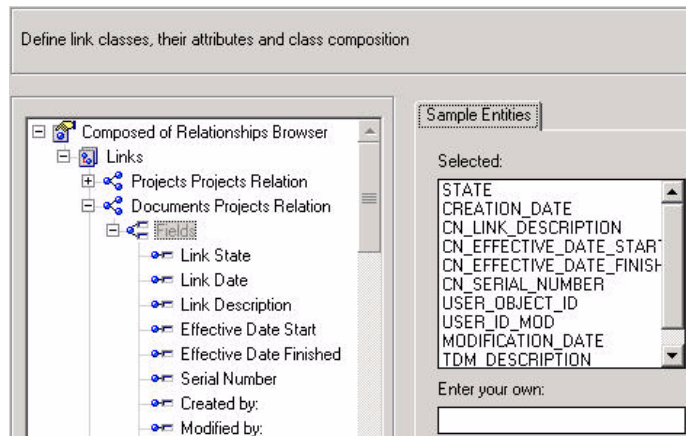 Define link classes, their attributes and class composition
Composed of Relationships Browser
Links
Projects Projects Relation
Documents Projects Relation
Fields
Link State
Link Date
Link Description
Effective Date Start
Effective Date Finished
Serial Number
Created by:
Modified by:
Sample Entities
Selected:
STATE
CREATION_DATE
CN_LINK_DESCRIPTION
CN_EFFECTIVE_DATE_START
CN_EFFECTIVE_DATE_FINISH
CN_SERIAL_NUMBER
USER_OBJECT_ID
USER_ID_MOD
MODIFICATION_DATE
TDM_DESCRIPTION
Enter your own: